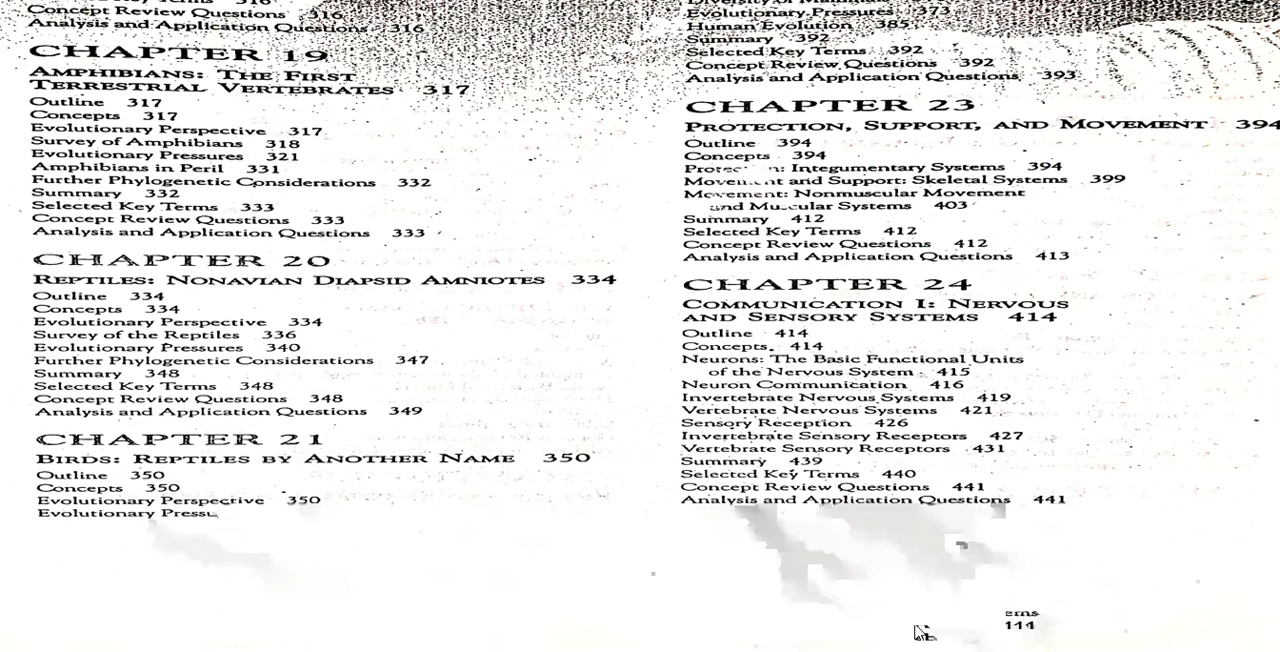 316
Concept Review Questions 316
Analysis and Application Questions 316
CHAPTER 19
AMPHIBIANS: THE FIRST
TERRESTRIAL VERTEBRATES 317
Outline 317
Concepts 317
Evolutionary Perspective 317
Survey of Amphibians 318
Evolutionary Pressures 321
Amphibians in Peril 331
Further Phylogenetic Considerations 332
Summary 332
Selected Key Terms 333
Concept Review Questions 333
Analysis and Application Questions 333
CHAPTER 20
REPTILES: NONAVIAN DIAPSID AMNIOTES 334
Outline 334
Concepts 334
Evolutionary Perspective 334
Survey of the Reptiles 336
Evolutionary Pressures 340
Further Phylogenetic Considerations 347
Summary 348
Selected Key Terms 348
Concept Review Questions 348
Analysis and Application Questions 349
CHAPTER 21
BIRDS: REPTILES BY ANOTHER NAME 350
Outline 350
Concepts 350
Evolutionary Perspective 350
Evolutionary
Evolutionary Pressures 373
Human Evolution 385
Summary 392
Selected Key Terms 392
Concept Review Questions 392
Analysis and Application Questions 393
CHAPTER 23
PROTECTION, SUPPORT, AND MOVEMENT 394
Outline 394
Concepts 394
Integumentary Systems 394
and Support: Skeletal Systems 399
Movement: Nonmuscular Movement
and Muscular Systems 403
Summary 412
Selected Key Terms 412
Concept Review Questions 412
Analysis and Application Questions 413
CHAPTER 24
COMMUNICATION I: NERVOUS
AND SENSORY SYSTEMS 414
Outline 414
Concepts 414
Neurons: The Basic Functional Units
of the Nervous System 415
Neuron Communication 416
Invertebrate Nervous Systems 419
Vertebrate Nervous Systems 421
Sensory Reception 426
Invertebrate Sensory Receptors 427
Vertebrate Sensory Receptors 431
Summary 439
Selected Key Terms 440
Concept Review Questions 441
Analysis and Application Questions 441